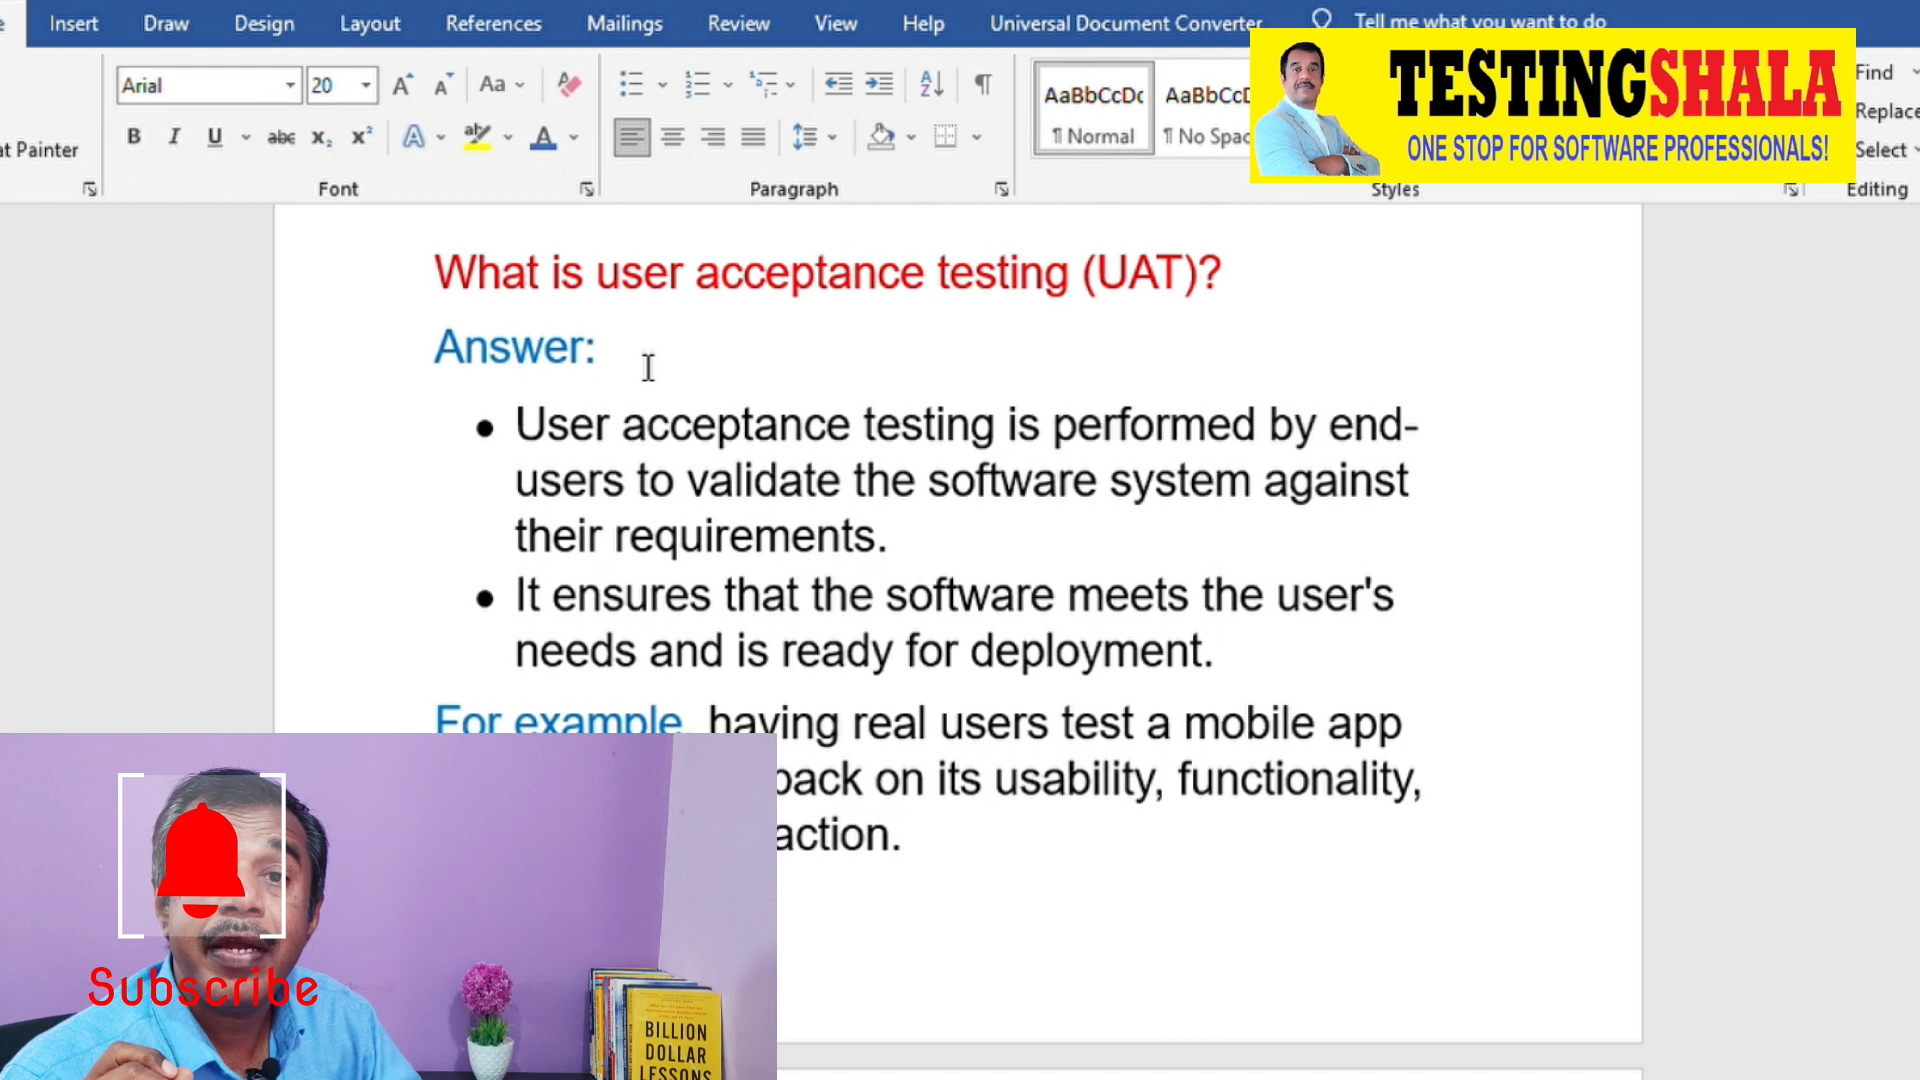 Insert Draw Design Layout References Mailings Review View Help Universal Document Converter Tell me what you want to do
TESTINGSHALA
ONE STOP FOR SOFTWARE PROFESSIONALS!
Arial 20 Aa
AaBbCcDc AaBbCcD
Find
Replace
B I U abc x₂ x² A ab A
¶ Normal ¶ No Spac
at Painter
Select
Font Paragraph Styles Editing
What is user acceptance testing (UAT)?
Answer:
• User acceptance testing is performed by end-
users to validate the software system against
their requirements.
• It ensures that the software meets the user's
needs and is ready for deployment.
For example, having real users test a mobile app
back on its usability, functionality,
action.
Subscribe
BILLION
DOLLAR
LESSONS